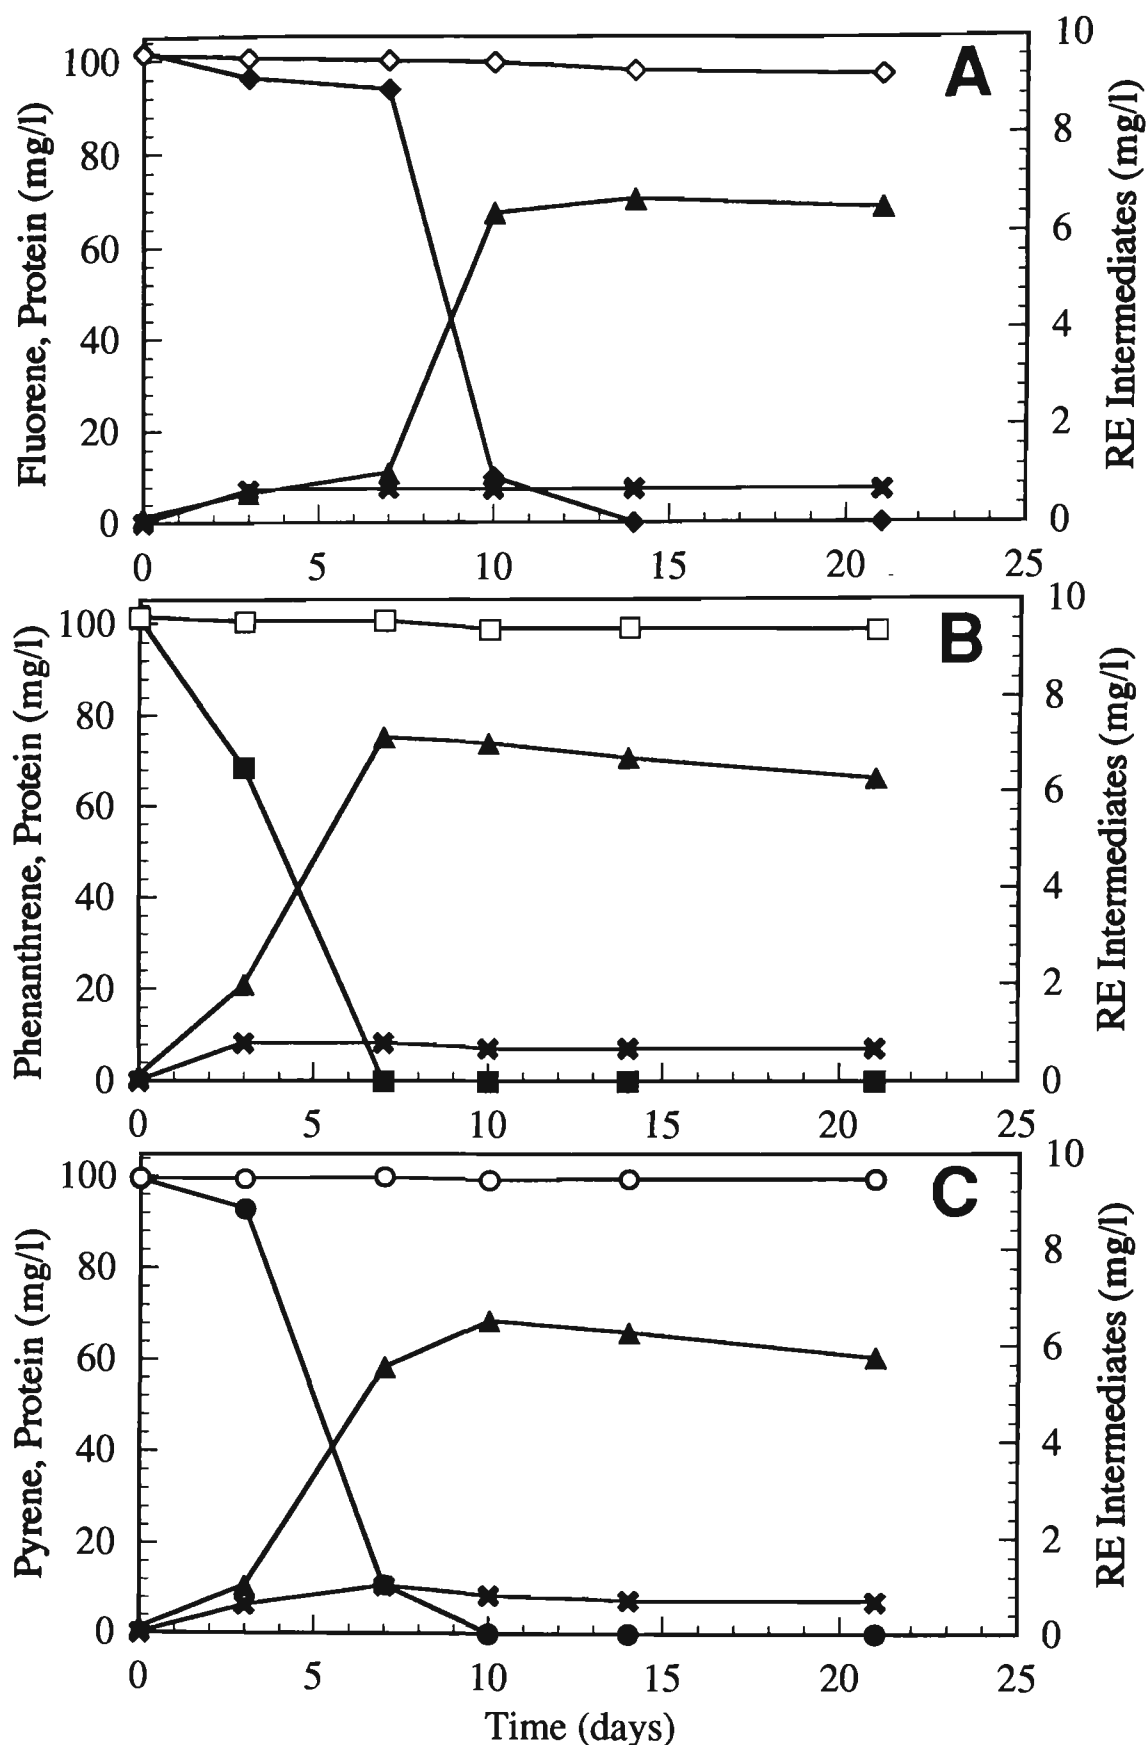 10
A
100
8
80
6
60
4
40
2
20
0
0
Fluorene, Protein (mg/l)
RE Intermediates (mg/l)
0 5 10 15 20 25
10
B
100
8
80
6
60
4
40
2
20
0
0
Phenanthrene, Protein (mg/l)
RE Intermediates (mg/l)
0 5 10 15 20 25
10
C
100
8
80
6
60
4
40
2
20
0
0
Pyrene, Protein (mg/l)
RE Intermediates (mg/l)
0 5 10 15 20 25
Time (days)